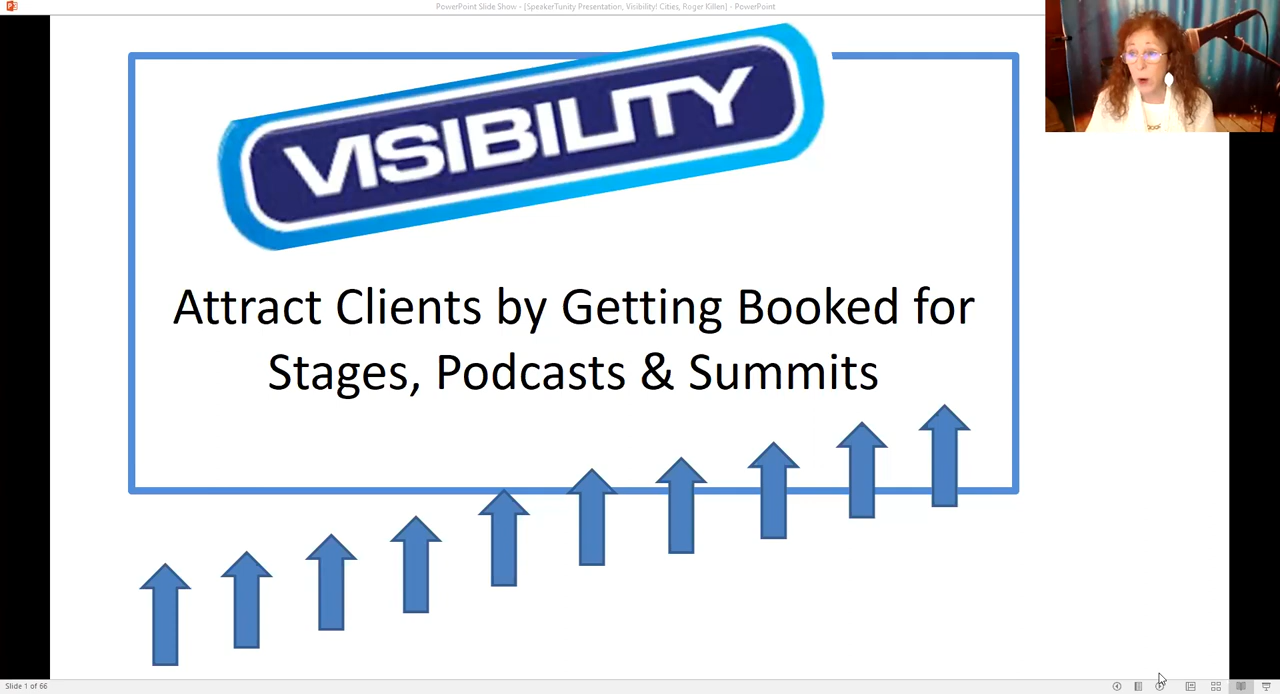 PowerPoint Slide Show - [SpeakerTunity Presentation, Visibility! Cities, Roger Killen] - PowerPoint
VISIBILITY
Attract Clients by Getting Booked for
Stages, Podcasts & Summits
Slide 1 of 66